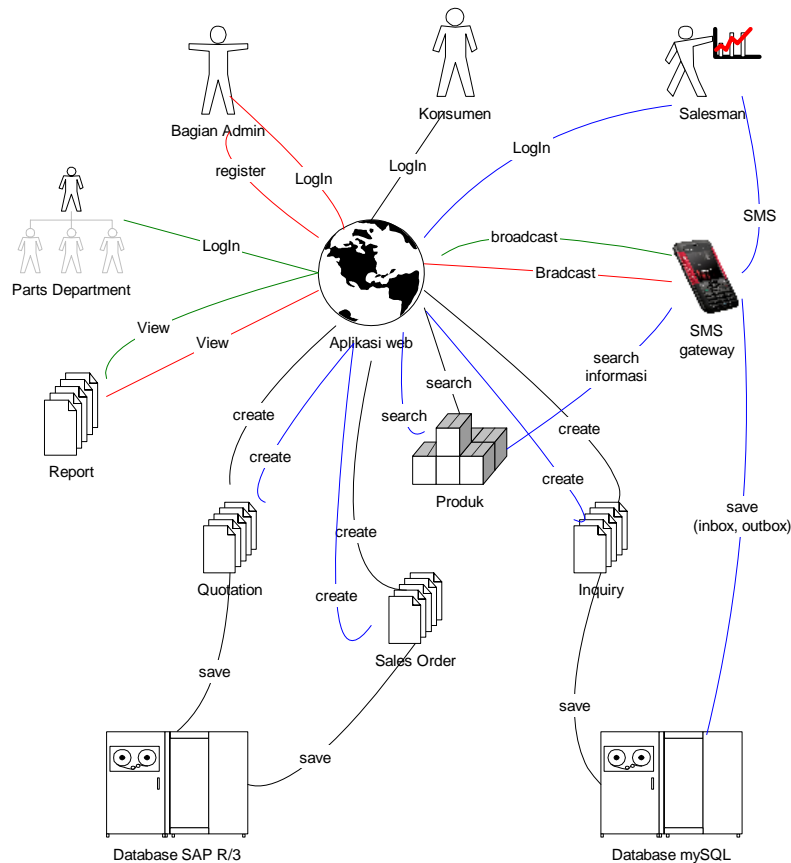 Bagian Admin
Konsumen
Salesman
LogIn
LogIn
register
LogIn
SMS
LogIn
broadcast
Bradcast
Parts Department
View
View
Aplikasi web
SMS
gateway
search
informasi
search
search
create
create
create
create
Report
Produk
save
(inbox, outbox)
create
create
Quotation
Inquiry
Sales Order
save
save
save
Database SAP R/3
Database mySQL